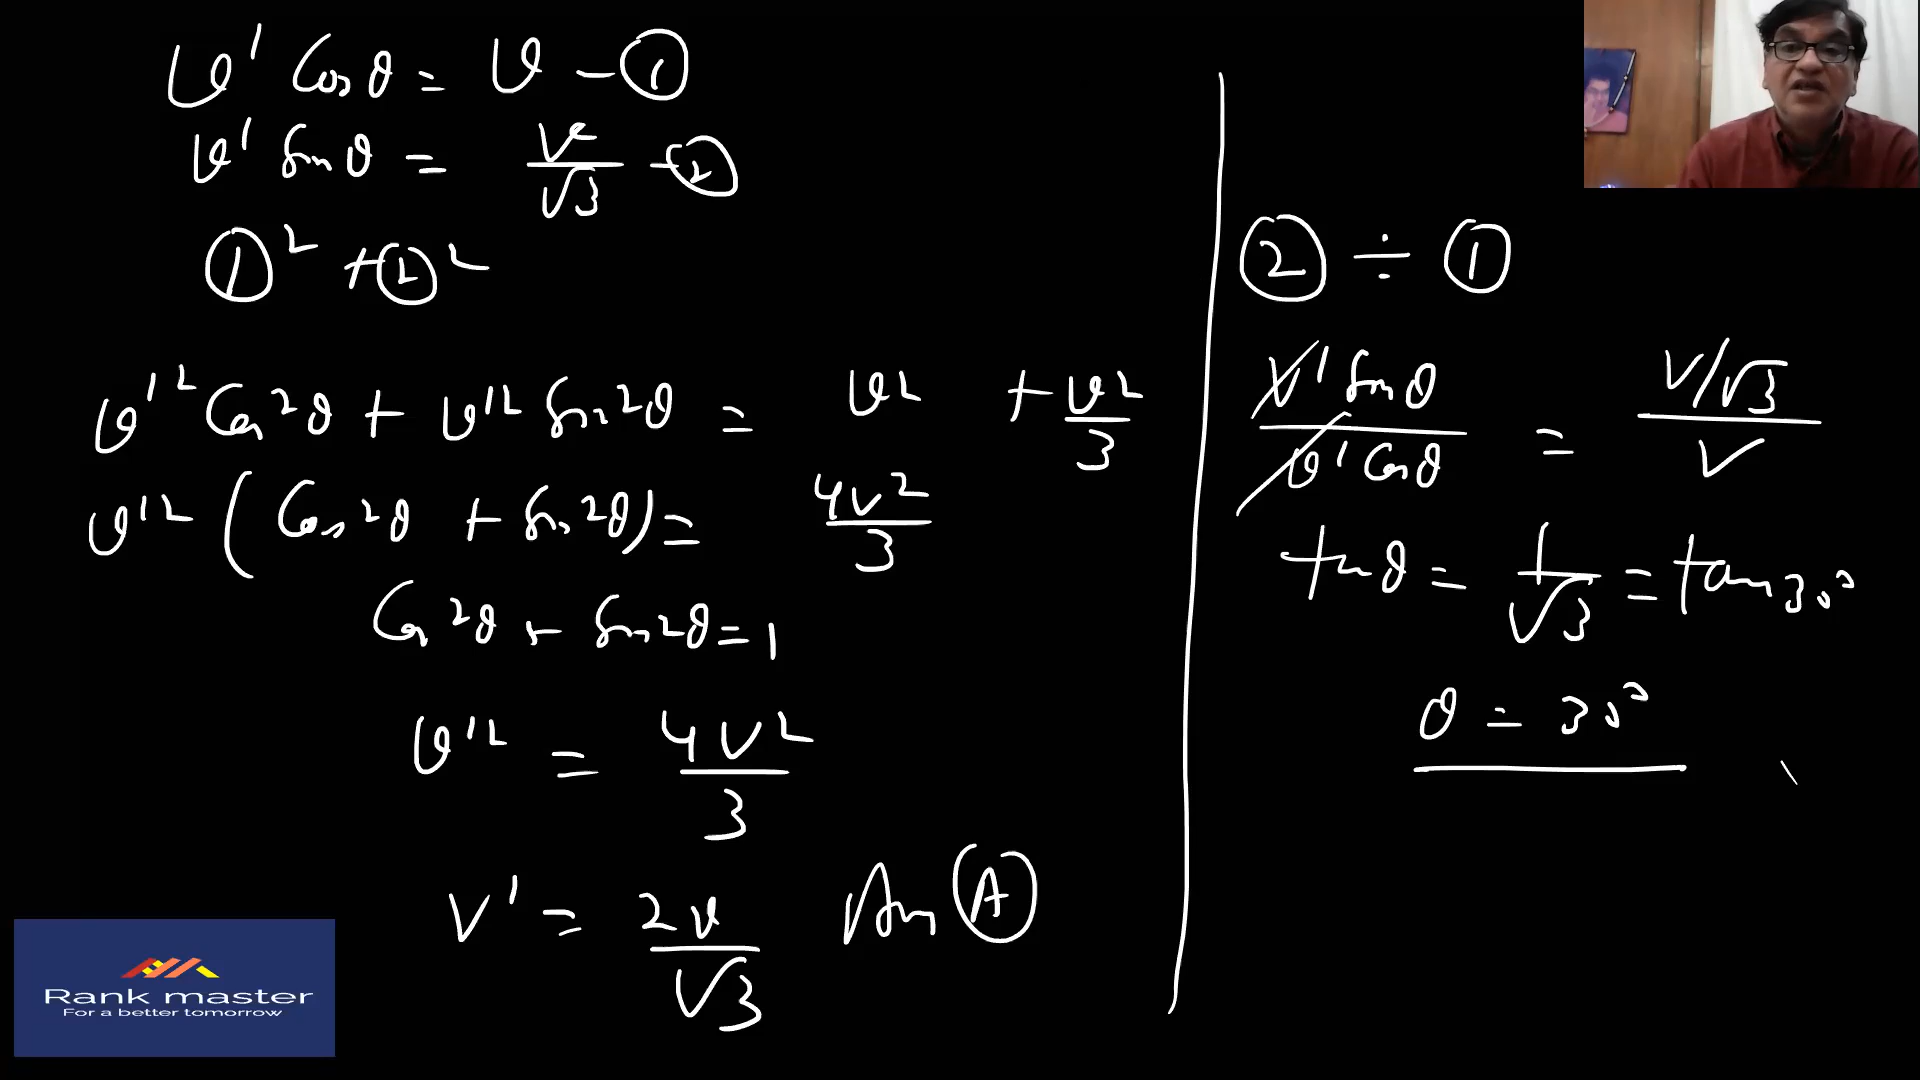 v' Cos θ = v - ①
v' Sin θ = v/√3 - ②
①² + ②²
v'² Cos²θ + v'² Sin²θ = v² + v²/3
v'² (Cos²θ + Sin²θ) = 4v²/3
Cos²θ + Sin²θ = 1
v'² = 4v²/3
v' = 2v/√3 Ans Ⓐ
② ÷ ①
v' Sin θ / v' Cos θ = v/√3 / v
tan θ = 1/√3 = tan 30°
θ = 30°
Rank master
For a better tomorrow